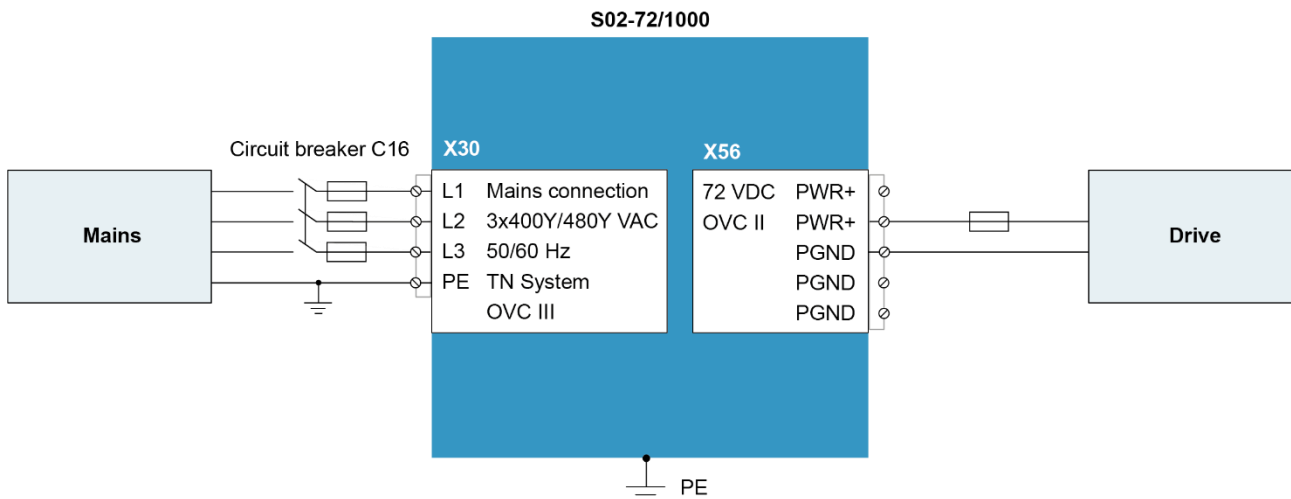 S02-72/1000
Circuit breaker C16
X30
X56
Mains
L1 Mains connection
L2 3x400Y/480Y VAC
L3 50/60 Hz
PE TN System
OVC III
72 VDC PWR+
OVC II PWR+
PGND
PGND
PGND
Drive
PE